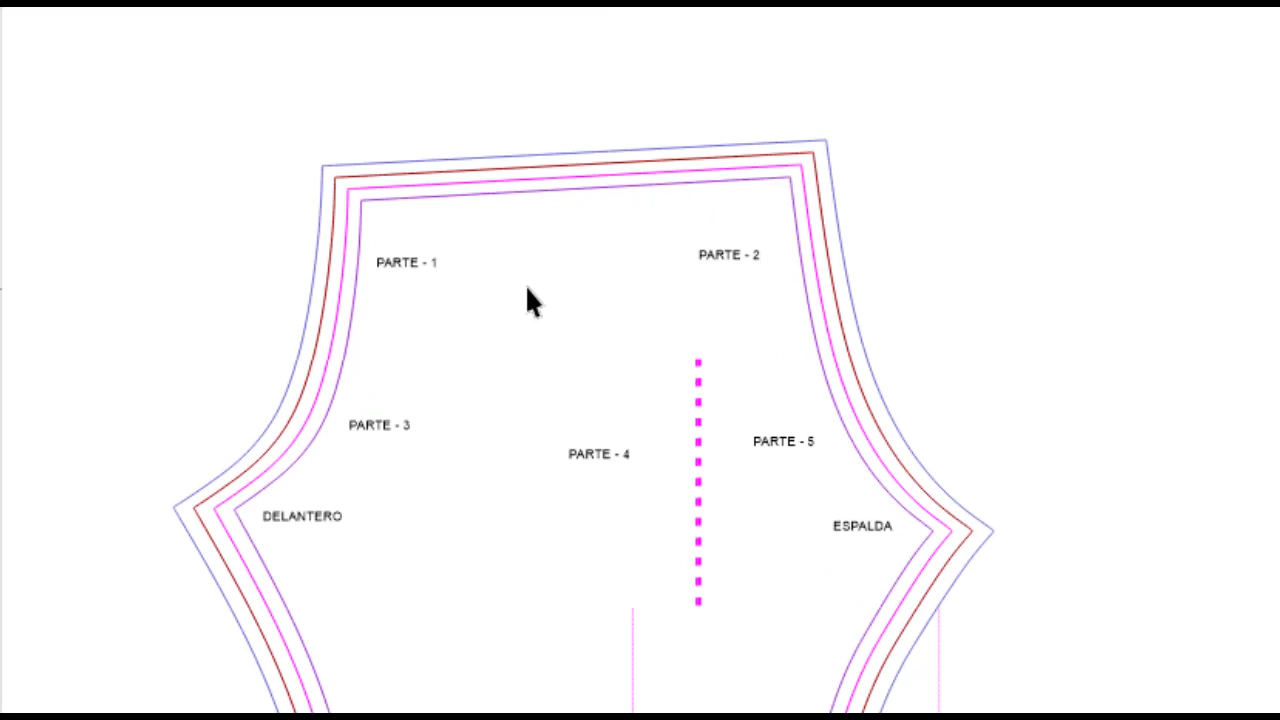 PARTE - 1
PARTE - 2
PARTE - 3
PARTE - 4
PARTE - 5
DELANTERO
ESPALDA